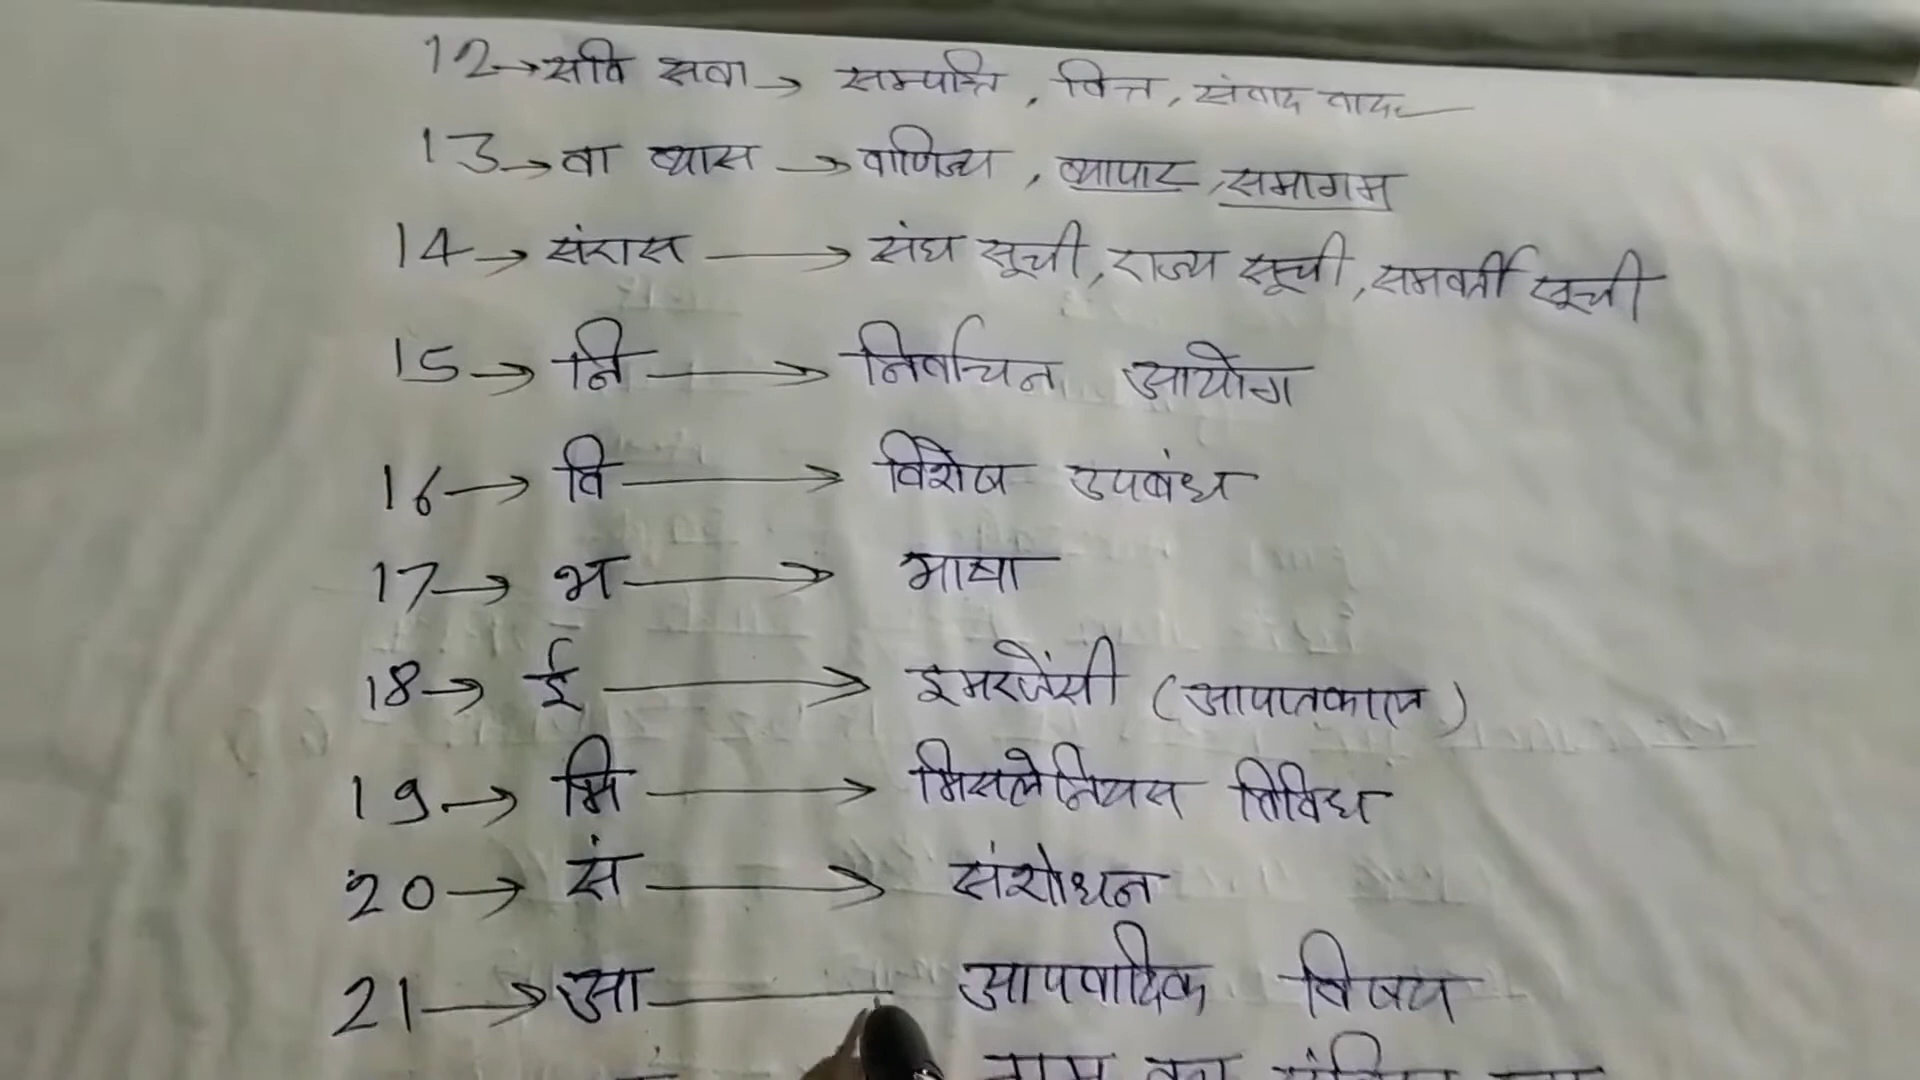 12→सवि सवा→ सम्पत्ति, वित्त, संवाद वाद
13→वा व्यास→वाणिज्य, व्यापार, समागम
14→संरास→संघ सूची, राज्य सूची, समवर्ती सूची
15→नि→निर्वाचन आयोग
16→वि→विशेष उपबंध
17→भ→भाषा
18→ई→इमरजेंसी (आपातकाल)
19→मि→मिसलेनियस विविध
20→सं→संशोधन
21→आ— आपवादिक विषय